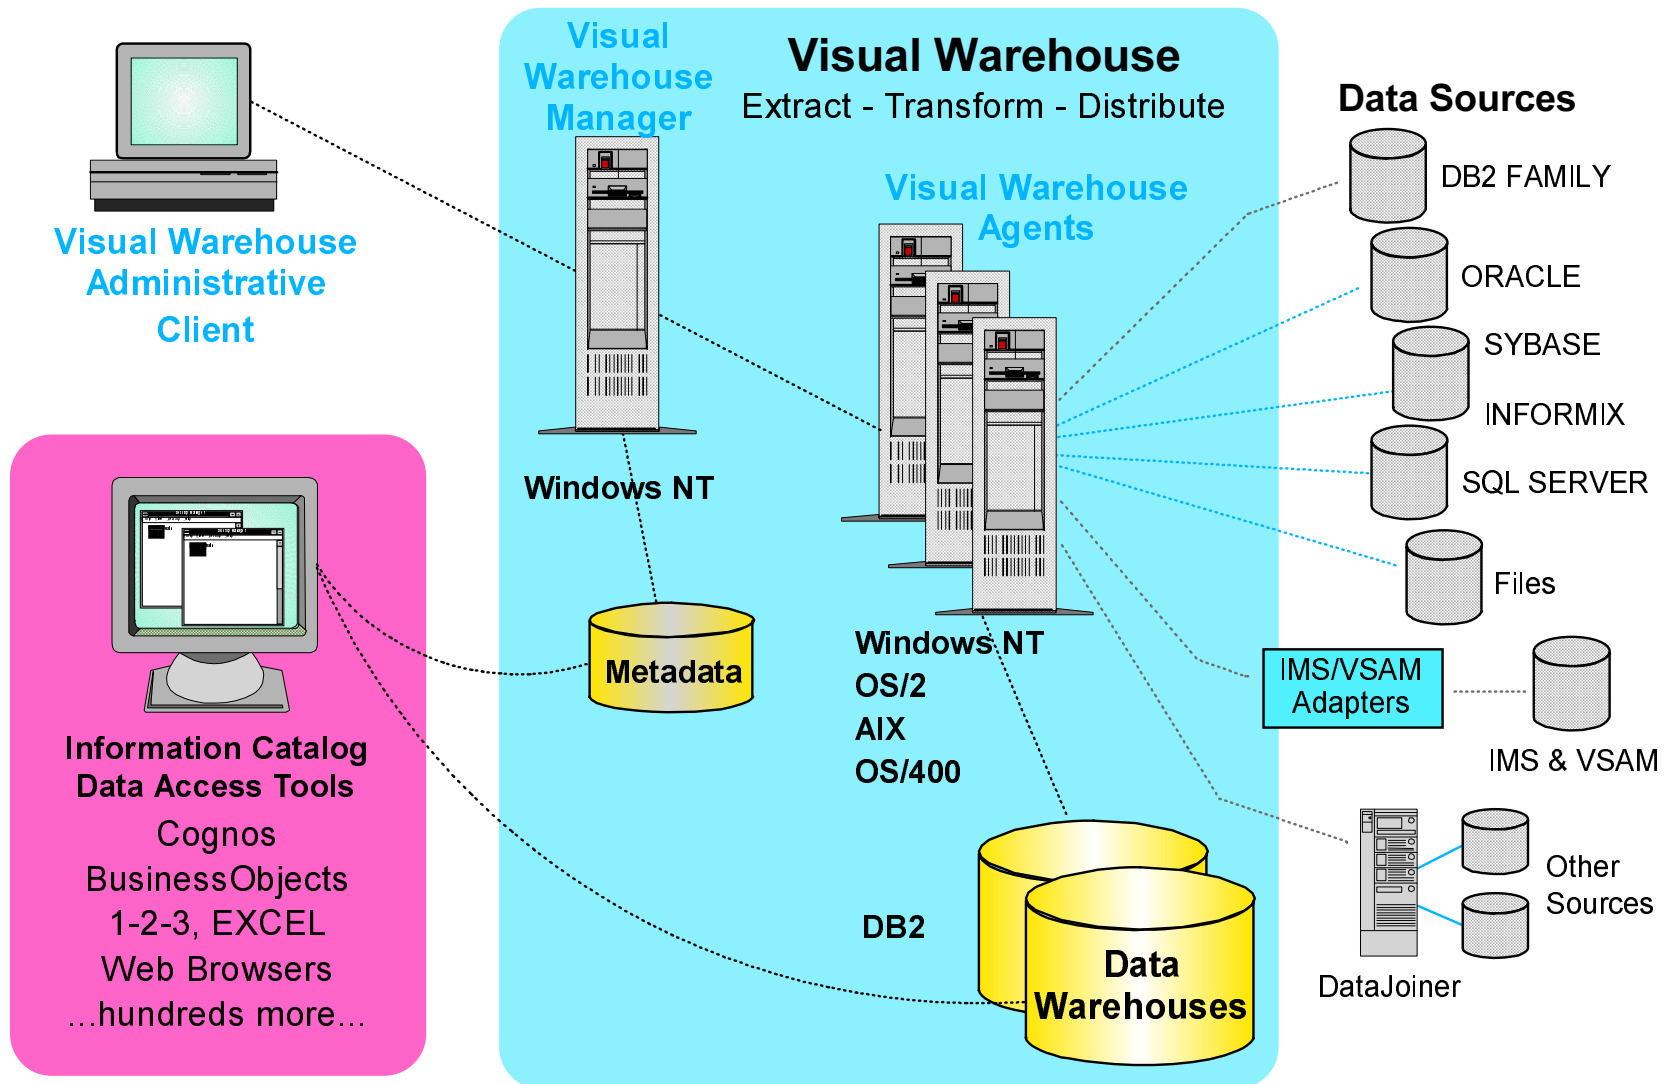 Visual
Warehouse
Manager
Visual Warehouse
Extract - Transform - Distribute
Data Sources
Visual Warehouse
Administrative
Client
Visual Warehouse
Agents
DB2 FAMILY
ORACLE
SYBASE
INFORMIX
SQL SERVER
Files
Windows NT
Metadata
Windows NT
OS/2
AIX
OS/400
IMS/VSAM
Adapters
IMS & VSAM
Information Catalog
Data Access Tools
Cognos
BusinessObjects
1-2-3, EXCEL
Web Browsers
...hundreds more...
DB2
Data
Warehouses
Other
Sources
DataJoiner